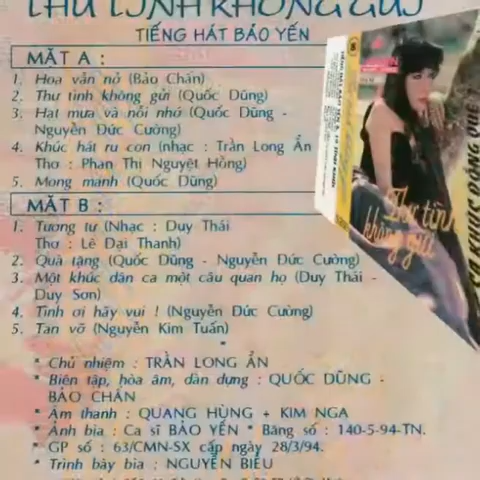 THƯ TÌNH KHÔNG GỬI
TIẾNG HÁT BẢO YẾN
MẶT A :
1. Hoa vẫn nở (Bảo Chấn)
2. Thư tình không gửi (Quốc Dũng)
3. Hạt mưa và nỗi nhớ (Quốc Dũng -
Nguyễn Đức Cường)
4. Khúc hát ru con (nhạc : Trần Long Ẩn
Thơ : Phan Thị Nguyệt Hồng)
5. Mong manh (Quốc Dũng)
MẶT B :
1. Tương tư (Nhạc : Duy Thái
Thơ : Lê Đại Thanh)
2. Quà tặng (Quốc Dũng - Nguyễn Đức Cường)
3. Một khúc dân ca một câu quan họ (Duy Thái -
Duy Sơn)
4. Tình ơi hãy vui ! (Nguyễn Đức Cường)
5. Tan vỡ (Nguyễn Kim Tuấn)
* Chủ nhiệm : TRẦN LONG ẨN
* Biên tập, hòa âm, dàn dựng : QUỐC DŨNG -
BẢO CHẤN
* Âm thanh : QUANG HÙNG + KIM NGA
* Ảnh bìa : Ca sĩ BẢO YẾN * Băng số : 140-5-94-TN.
* GP số : 63/CMN-SX cấp ngày 28/3/94.
* Trình bày bìa : NGUYỄN BIỂU
Thư tình
không gửi
CA KHÚC ĐỒNG QUÊ